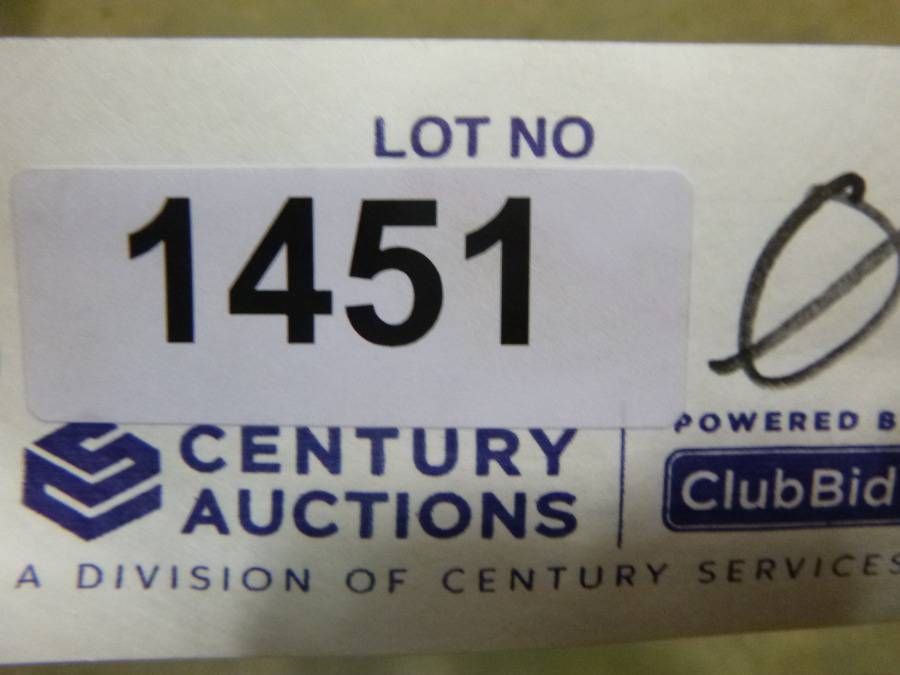 LOT NO
1451
Ø
CENTURY
AUCTIONS
POWERED B
ClubBid
A DIVISION OF CENTURY SERVICES